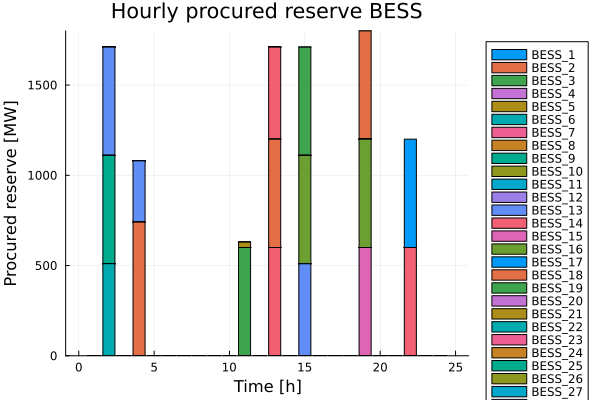 Hourly procured reserve BESS
Procured reserve [MW]
1500
1000
500
0
0 5 10 15 20 25
Time [h]
BESS_1
BESS_2
BESS_3
BESS_4
BESS_5
BESS_6
BESS_7
BESS_8
BESS_9
BESS_10
BESS_11
BESS_12
BESS_13
BESS_14
BESS_15
BESS_16
BESS_17
BESS_18
BESS_19
BESS_20
BESS_21
BESS_22
BESS_23
BESS_24
BESS_25
BESS_26
BESS_27